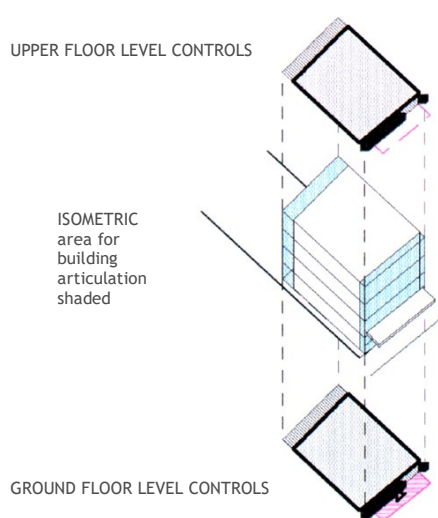 UPPER FLOOR LEVEL CONTROLS
ISOMETRIC
area for
building
articulation
shaded
GROUND FLOOR LEVEL CONTROLS